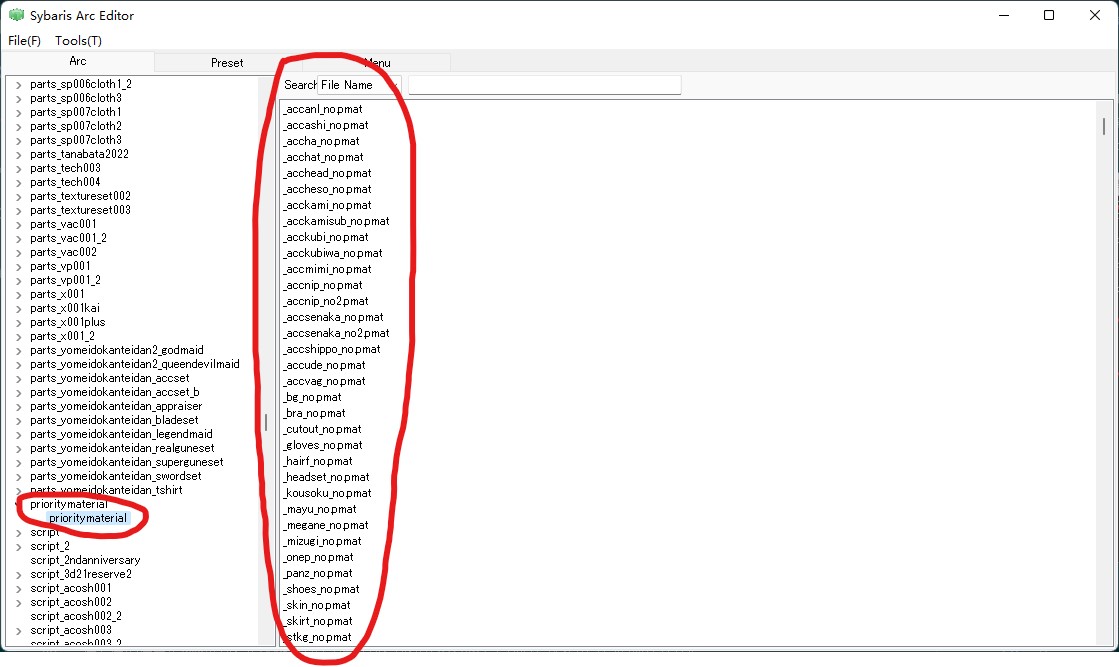 Sybaris Arc Editor
File(F) Tools(T)
Arc Preset Menu
parts_sp006cloth1_2
parts_sp006cloth3
parts_sp007cloth1
parts_sp007cloth2
parts_sp007cloth3
parts_tanabata2022
parts_tech003
parts_tech004
parts_textureset002
parts_textureset003
parts_vac001
parts_vac001_2
parts_vac002
parts_vp001
parts_vp001_2
parts_x001
parts_x001kai
parts_x001plus
parts_x001_2
parts_yomeidokanteidan2_godmaid
parts_yomeidokanteidan2_queendevilmaid
parts_yomeidokanteidan_accset
parts_yomeidokanteidan_accset_b
parts_yomeidokanteidan_appraiser
parts_yomeidokanteidan_bladeset
parts_yomeidokanteidan_legendmaid
parts_yomeidokanteidan_realguneset
parts_yomeidokanteidan_superguneset
parts_yomeidokanteidan_swordset
parts_yomeidokanteidan_tshirt
prioritymaterial
prioritymaterial
script
script_2
script_2ndanniversary
script_3d21reserve2
script_acosh001
script_acosh002
script_acosh002_2
script_acosh003
script_acosh003_2
Search File Name
_accanl_no.pmat
_accashi_no.pmat
_accha_no.pmat
_acchat_no.pmat
_acchead_no.pmat
_accheso_no.pmat
_acckami_no.pmat
_acckamisub_no.pmat
_acckubi_no.pmat
_acckubiwa_no.pmat
_accmimi_no.pmat
_accnip_no.pmat
_accnip_no2.pmat
_accsenaka_no.pmat
_accsenaka_no2.pmat
_accshippo_no.pmat
_accude_no.pmat
_accvag_no.pmat
_bg_no.pmat
_bra_no.pmat
_cutout_no.pmat
_gloves_no.pmat
_hairf_no.pmat
_headset_no.pmat
_kousoku_no.pmat
_mayu_no.pmat
_megane_no.pmat
_mizugi_no.pmat
_onep_no.pmat
_panz_no.pmat
_shoes_no.pmat
_skin_no.pmat
_skirt_no.pmat
_stkg_no.pmat